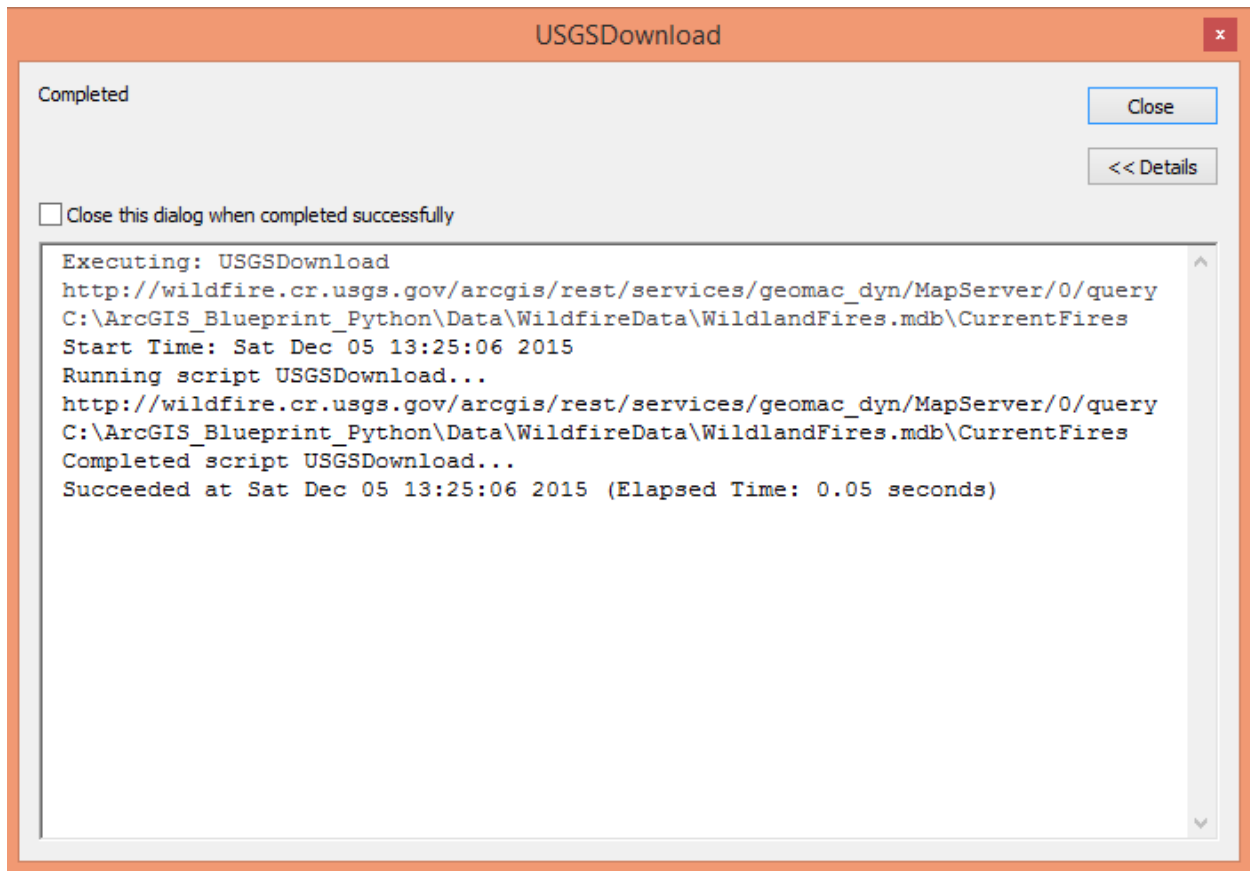 USGSDownload
x
Completed
Close
<< Details
Close this dialog when completed successfully
Executing: USGSDownload
http://wildfire.cr.usgs.gov/arcgis/rest/services/geomac_dyn/MapServer/0/query
C:\ArcGIS_Blueprint_Python\Data\WildfireData\WildlandFires.mdb\CurrentFires
Start Time: Sat Dec 05 13:25:06 2015
Running script USGSDownload...
http://wildfire.cr.usgs.gov/arcgis/rest/services/geomac_dyn/MapServer/0/query
C:\ArcGIS_Blueprint_Python\Data\WildfireData\WildlandFires.mdb\CurrentFires
Completed script USGSDownload...
Succeeded at Sat Dec 05 13:25:06 2015 (Elapsed Time: 0.05 seconds)